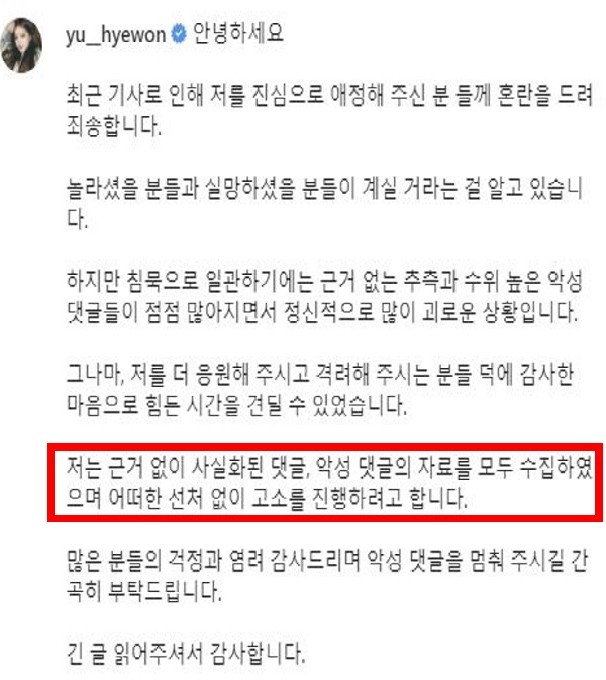 yu__hyewon 안녕하세요
최근 기사로 인해 저를 진심으로 애정해 주신 분 들께 혼란을 드려
죄송합니다.
놀라셨을 분들과 실망하셨을 분들이 계실 거라는 걸 알고 있습니
다.
하지만 침묵으로 일관하기에는 근거 없는 추측과 수위 높은 악성
댓글들이 점점 많아지면서 정신적으로 많이 괴로운 상황입니다.
그나마, 저를 더 응원해 주시고 격려해 주시는 분들 덕에 감사한
마음으로 힘든 시간을 견딜 수 있었습니다.
저는 근거 없이 사실화된 댓글, 악성 댓글의 자료를 모두 수집하였
으며 어떠한 선처 없이 고소를 진행하려고 합니다.
많은 분들의 걱정과 염려 감사드리며 악성 댓글을 멈춰 주시길 간
곡히 부탁드립니다.
긴 글 읽어주셔서 감사합니다.